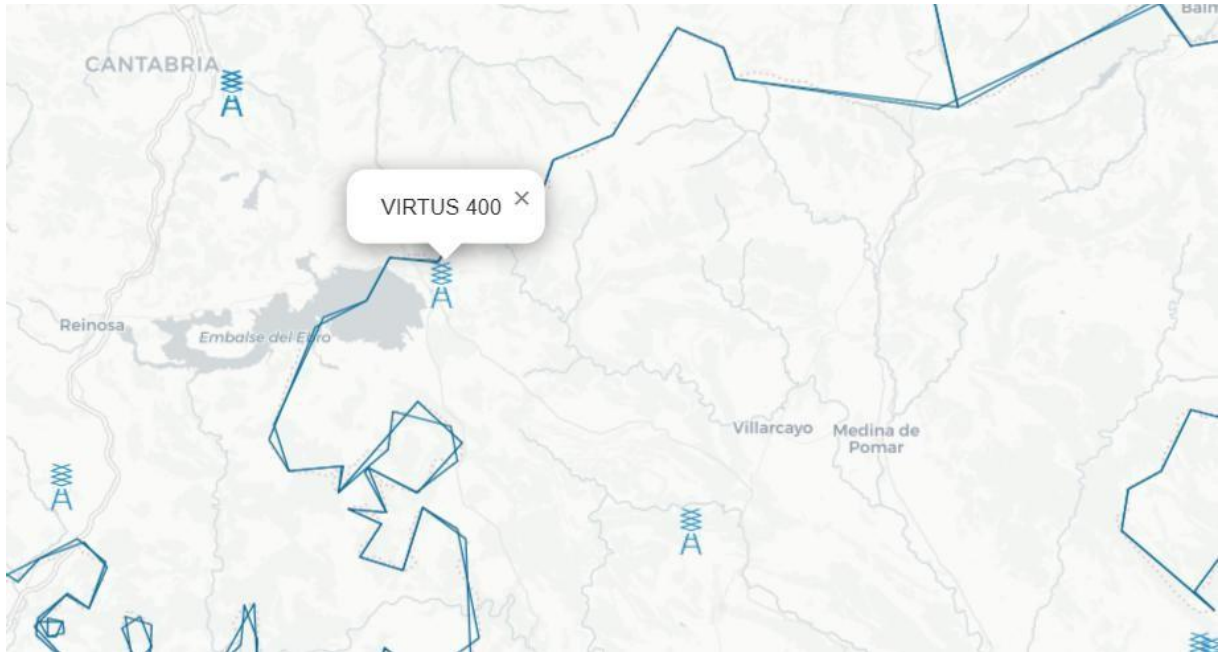 CANTABRIA
VIRTUS 400 ×
Reinosa
Embalse del Ebro
Villarcayo
Medina de
Pomar